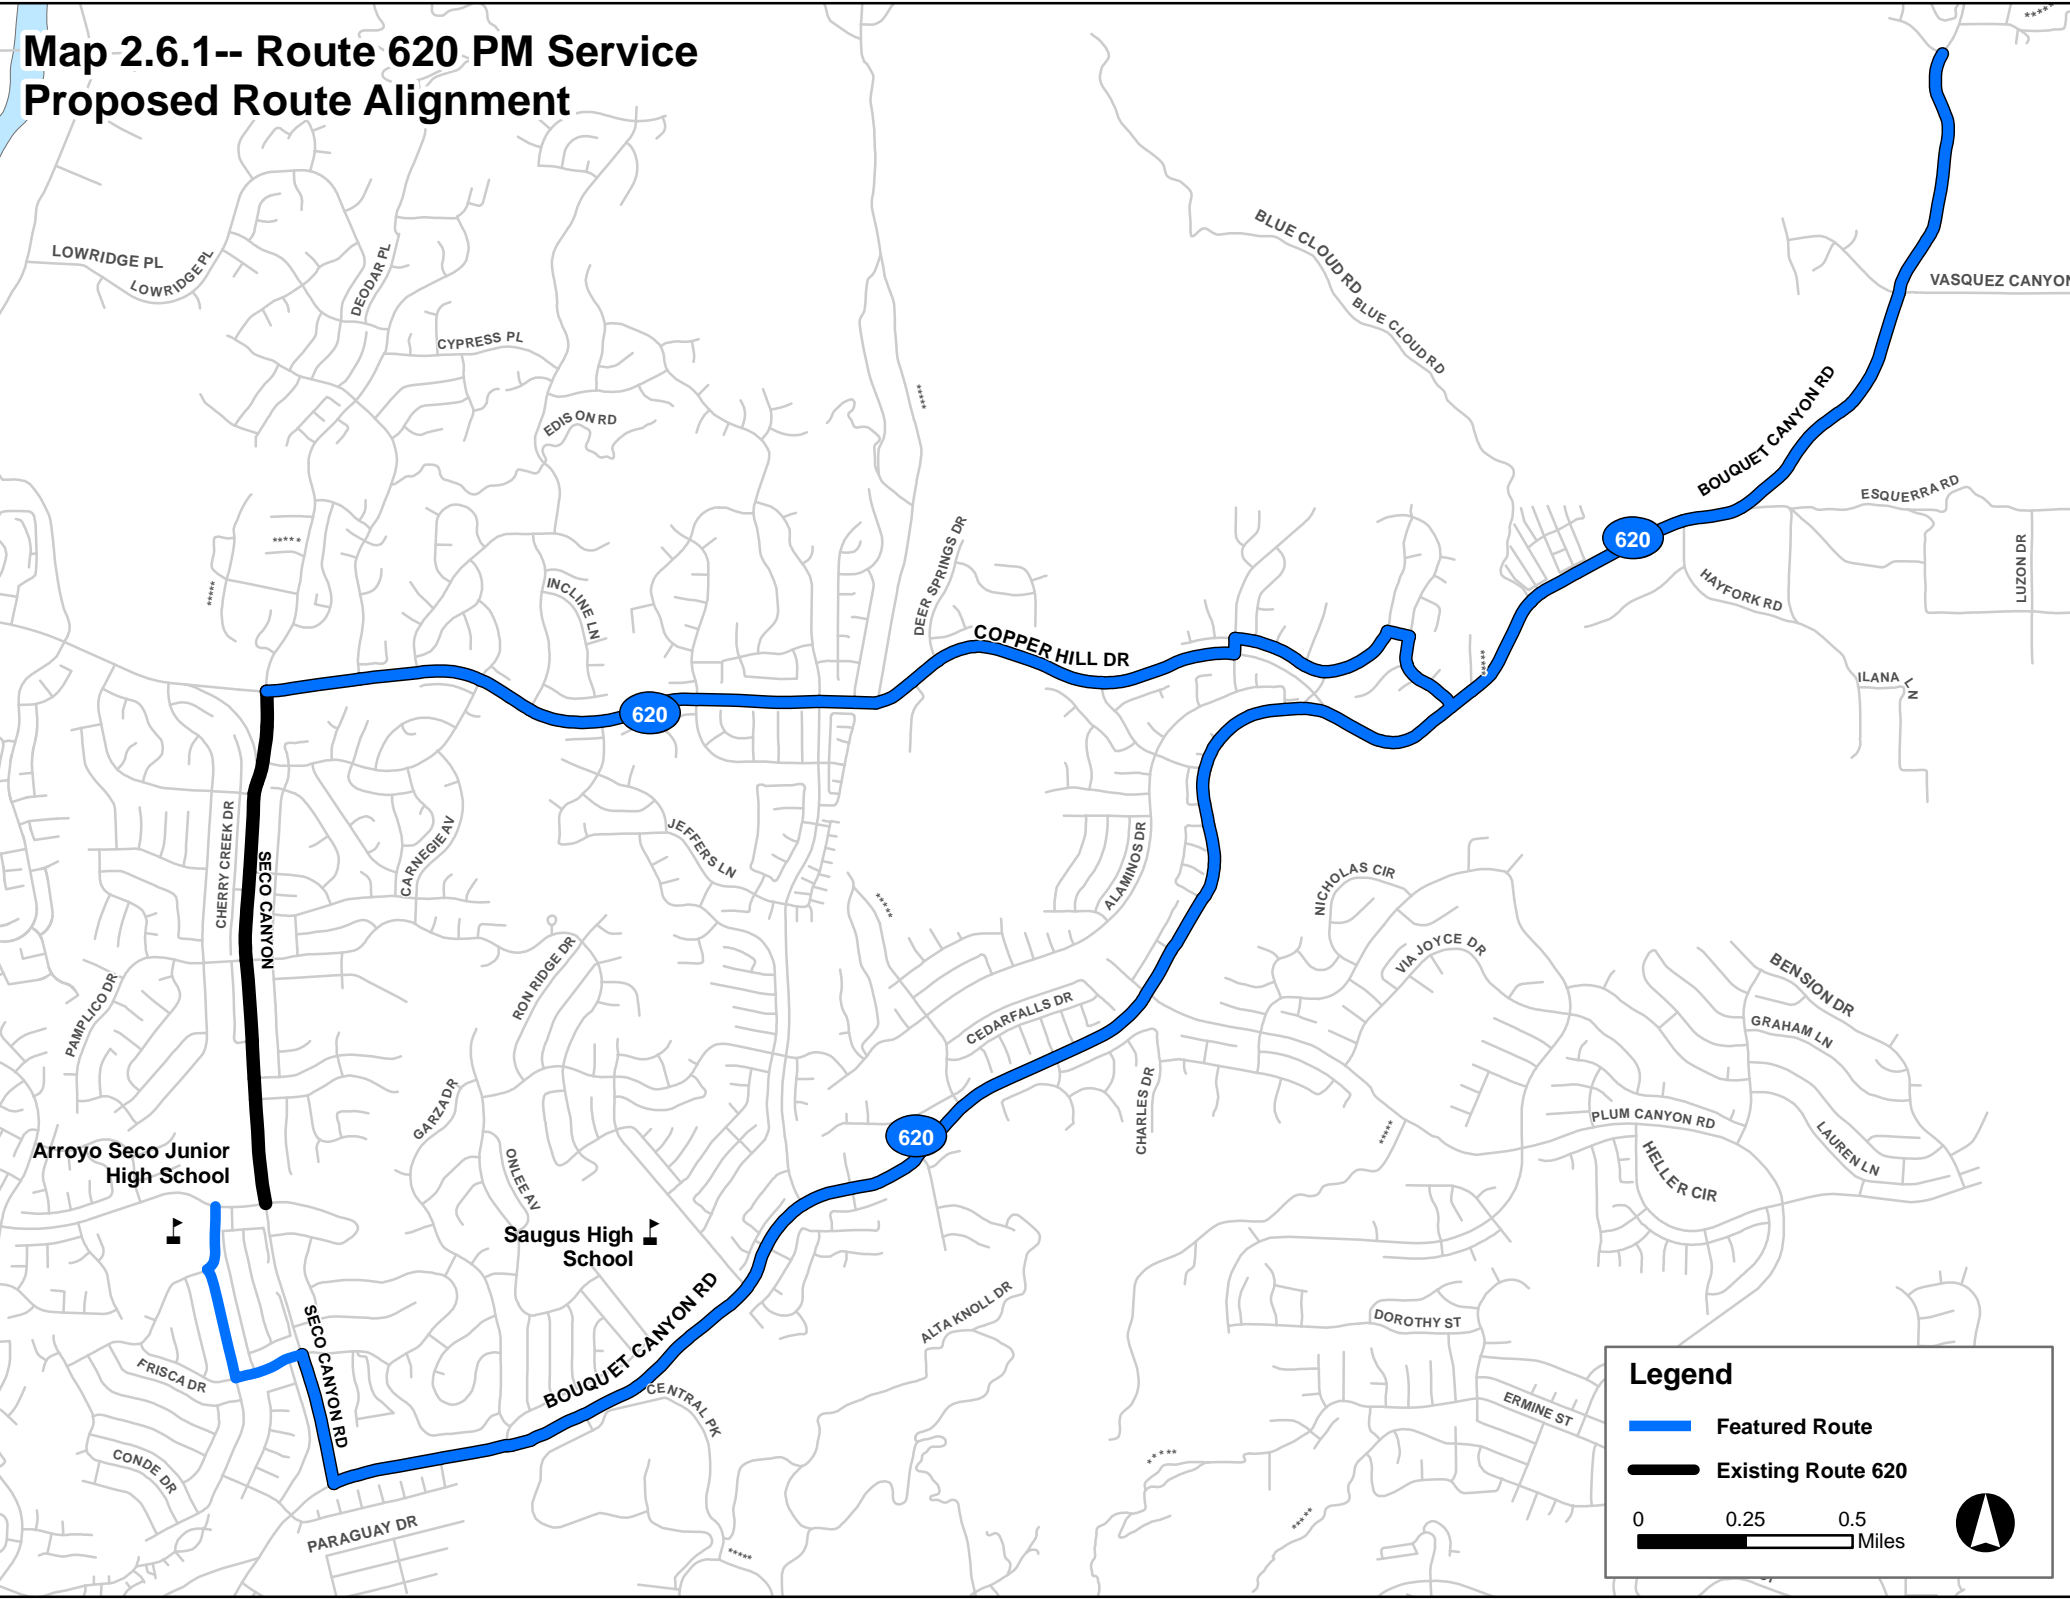 Map 2.6.1-- Route 620 PM Service
Proposed Route Alignment
*****
LOWRIDGE PL
LOWRIDGE PL
DEODAR PL
CYPRESS PL
EDISON RD
*****
BLUE CLOUD RD
BLUE CLOUD RD
VASQUEZ CANYON
BOUQUET CANYON RD
ESQUERRA RD
LUZON DR
HAYFORK RD
ILANA LN
620
*****
*****
*****
INCLINE LN
DEER SPRINGS DR
COPPER HILL DR
620
CHERRY CREEK DR
SECO CANYON
CARNEGIE AV
JEFFERS LN
*****
ALAMINOS DR
NICHOLAS CIR
VIA JOYCE DR
BENSION DR
GRAHAM LN
PAMPLICO DR
RON RIDGE DR
CEDARFALLS DR
CHARLES DR
*****
PLUM CANYON RD
LAUREN LN
HELLER CIR
GARZA DR
620
Arroyo Seco Junior
High School
ONLEE AV
Saugus High
School
BOUQUET CANYON RD
ALTA KNOLL DR
SECO CANYON RD
FRISCA DR
CENTRAL PK
CONDE DR
PARAGUAY DR
*****
*****
*****
DOROTHY ST
ERMINE ST
Legend
Featured Route
Existing Route 620
0 0.25 0.5
Miles